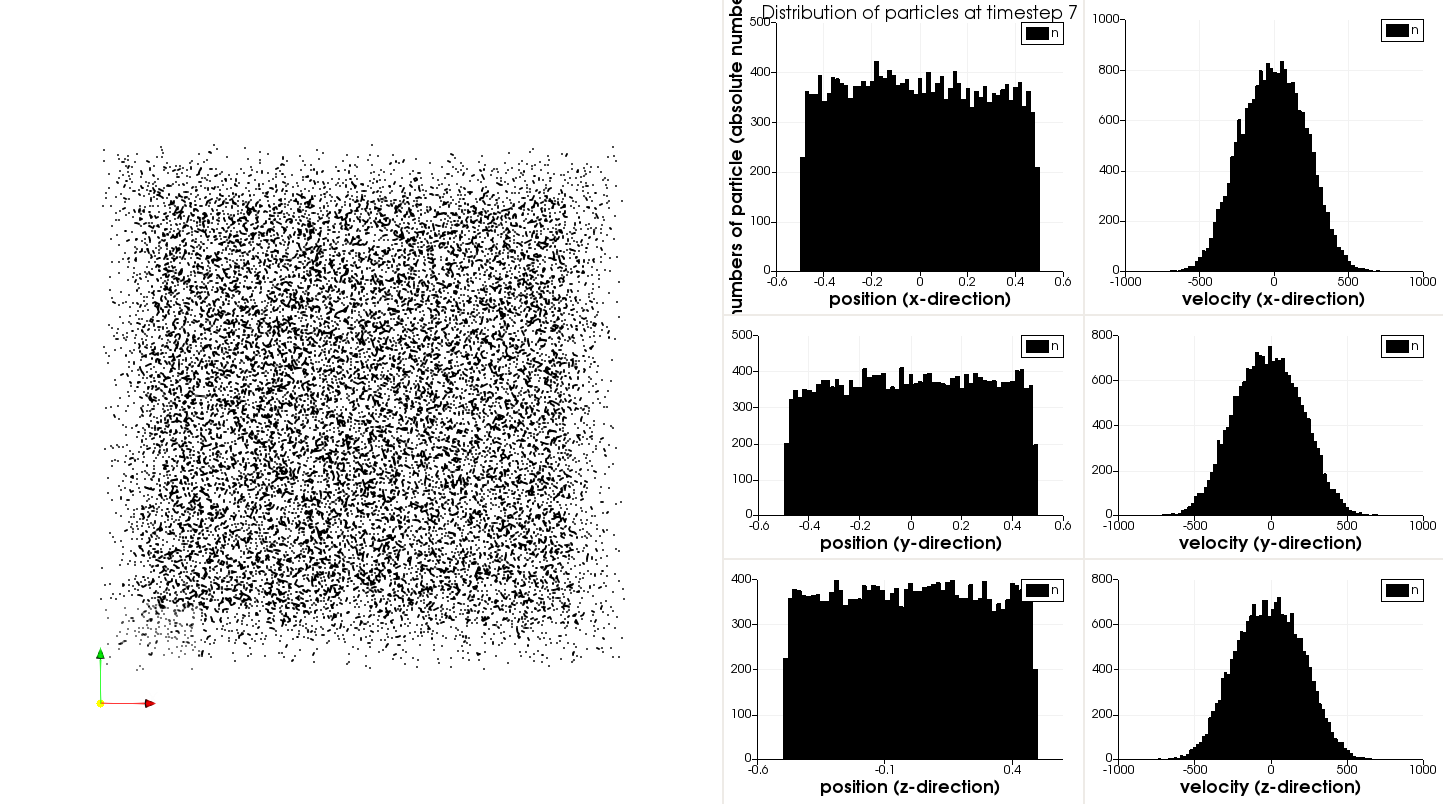 Distribution of particles at timestep 7
numbers of particle (absolute numbe
500
400
300
200
100
0
-0.6 -0.4 -0.2 0 0.2 0.4 0.6
position (x-direction)
n
1000
800
600
400
200
0
-1000 -500 0 500 1000
velocity (x-direction)
n
500
400
300
200
100
0
-0.6 -0.4 -0.2 0 0.2 0.4 0.6
position (y-direction)
n
800
600
400
200
0
-1000 -500 0 500 1000
velocity (y-direction)
n
400
300
200
100
0
-0.6 -0.1 0.4
position (z-direction)
n
800
600
400
200
0
-1000 -500 0 500 1000
velocity (z-direction)
n